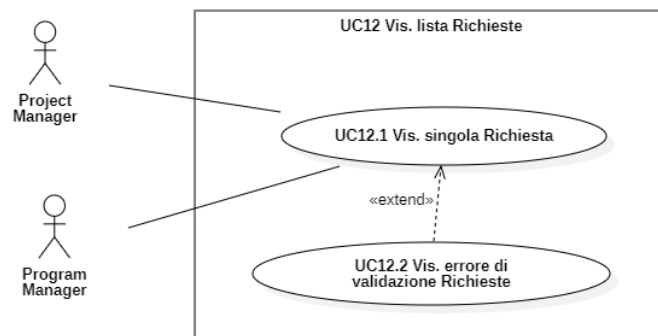 UC12 Vis. lista Richieste
Project
Manager
UC12.1 Vis. singola Richiesta
«extend»
Program
Manager
UC12.2 Vis. errore di
validazione Richieste